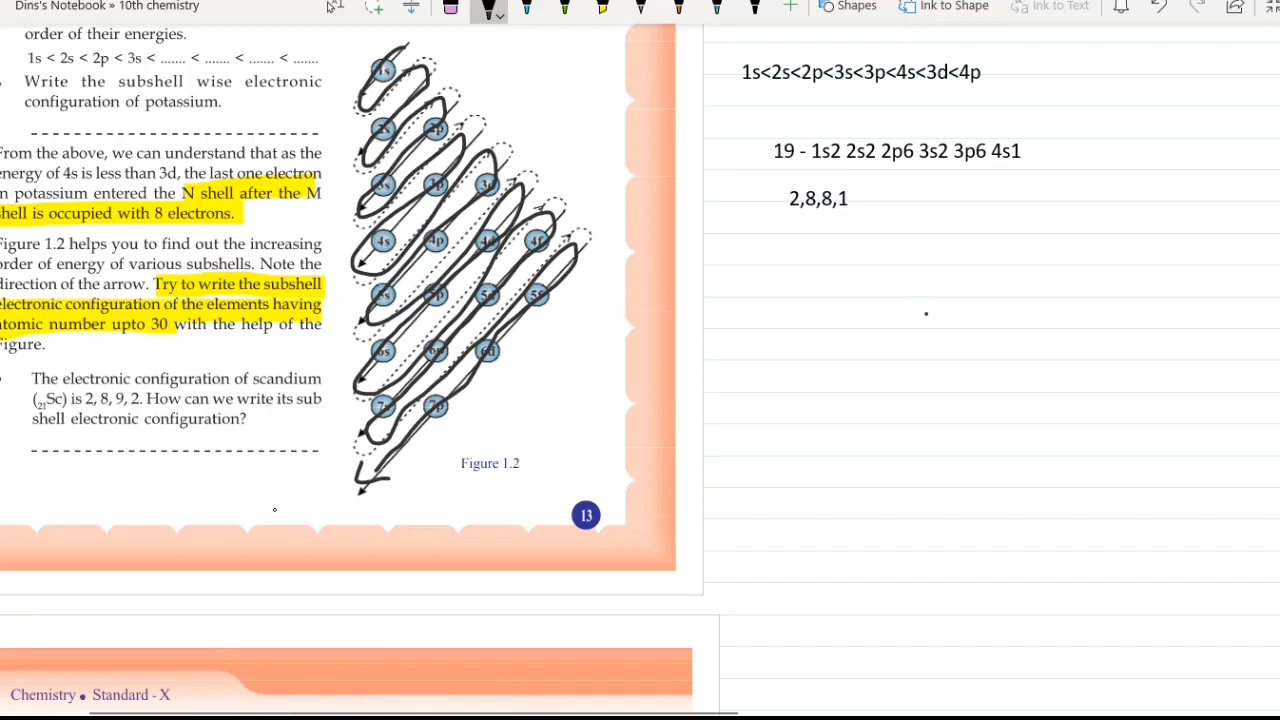 Din's Notebook » 10th chemistry
Shapes
Ink to Shape
Ink to Text
order of their energies.
1s < 2s < 2p < 3s < ....... < ....... < ....... < .......
Write the subshell wise electronic
configuration of potassium.
From the above, we can understand that as the
energy of 4s is less than 3d, the last one electron
in potassium entered the N shell after the M
shell is occupied with 8 electrons.
Figure 1.2 helps you to find out the increasing
order of energy of various subshells. Note the
direction of the arrow. Try to write the subshell
electronic configuration of the elements having
atomic number upto 30 with the help of the
Figure.
The electronic configuration of scandium
(21Sc) is 2, 8, 9, 2. How can we write its sub
shell electronic configuration?
1s
2p
3p 3d
4s 4p 4d 4f
5p 5f
6s 6d
7s 7p
Figure 1.2
13
1s<2s<2p<3s<3p<4s<3d<4p
19 - 1s2 2s2 2p6 3s2 3p6 4s1
2,8,8,1
Chemistry • Standard - X